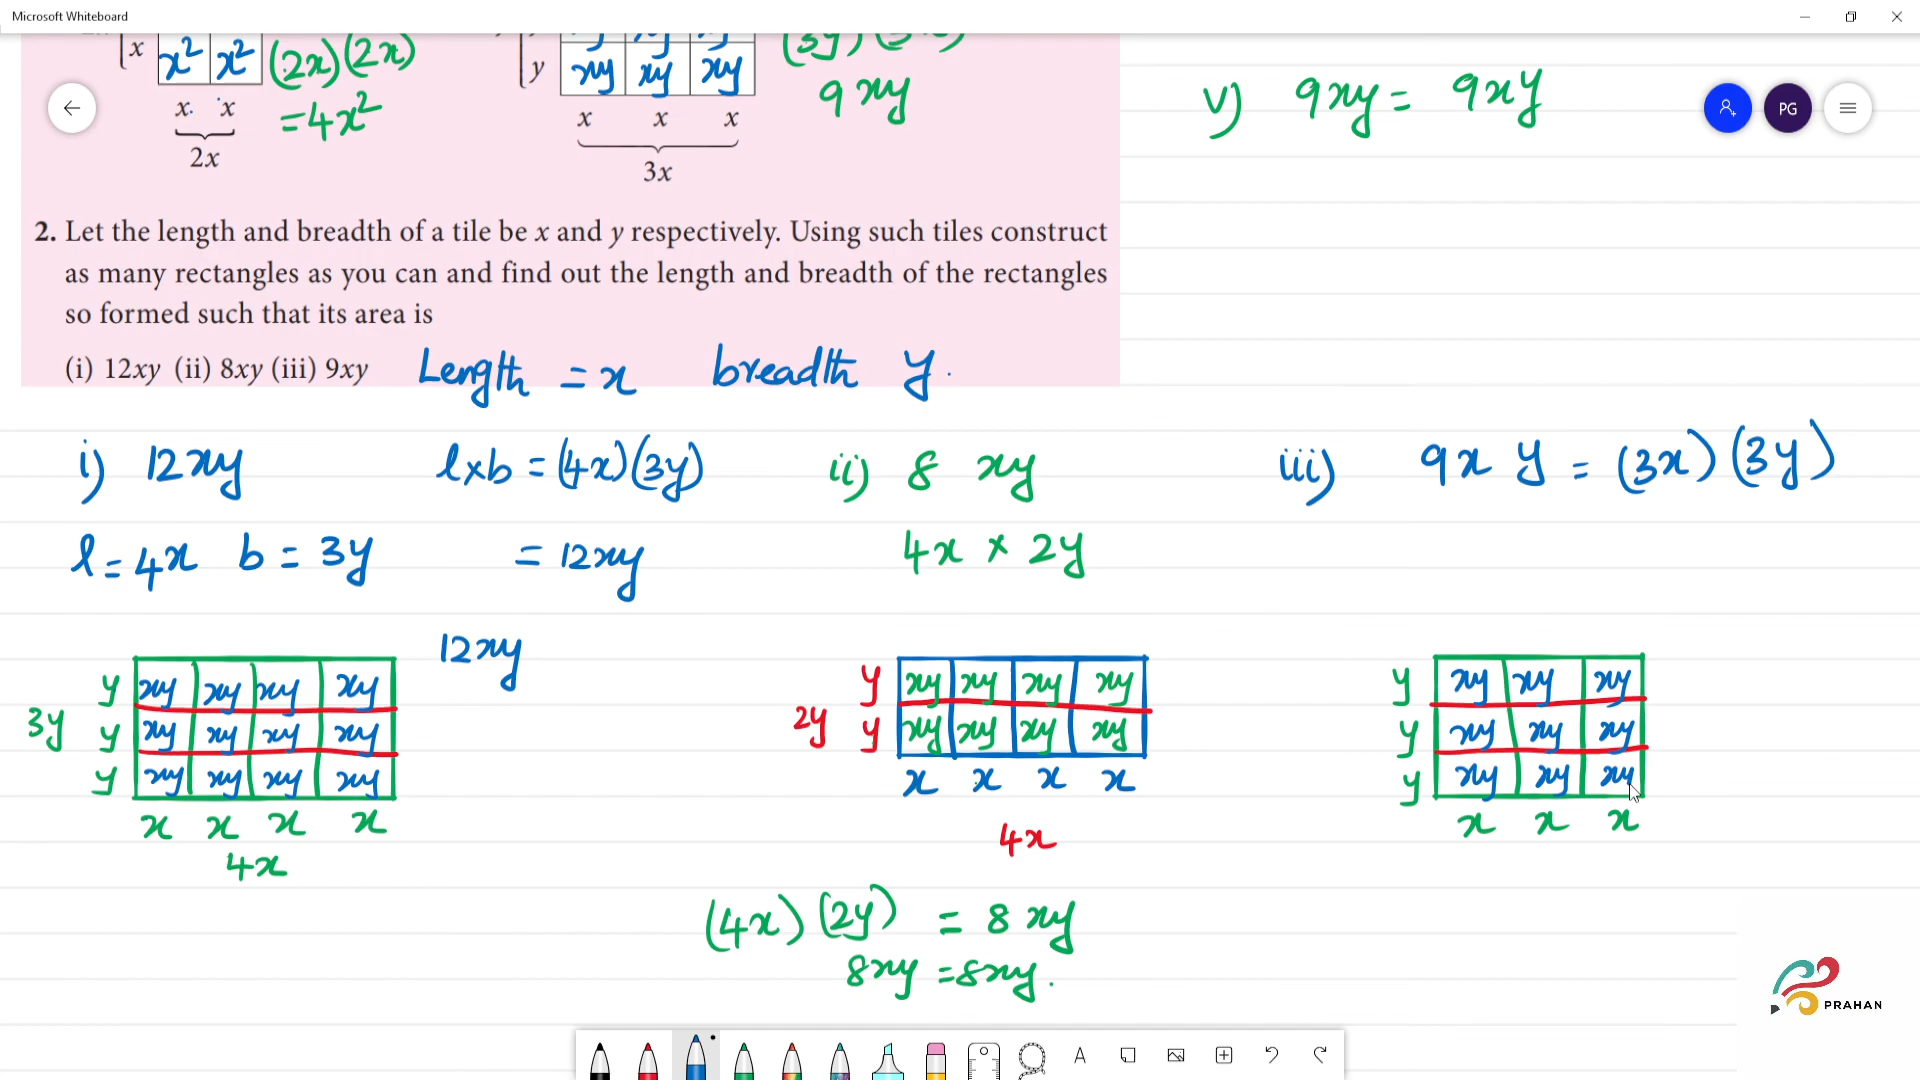 Microsoft Whiteboard
x x² x² (2x)(2x)
x x =4x²
2x
y xy xy xy
x x x 9xy
3x
v) 9xy = 9xy
PG
2. Let the length and breadth of a tile be x and y respectively. Using such tiles construct
as many rectangles as you can and find out the length and breadth of the rectangles
so formed such that its area is
(i) 12xy (ii) 8xy (iii) 9xy Length = x breadth y.
i) 12xy l×b = (4x)(3y)
l = 4x b = 3y = 12xy
12xy
y xy xy xy xy
3y y xy xy xy xy
y xy xy xy xy
x x x x
4x
ii) 8 xy
4x × 2y
y xy xy xy xy
2y y xy xy xy xy
x x x x
4x
(4x)(2y) = 8xy
8xy = 8xy.
iii) 9x y = (3x)(3y)
y xy xy xy
y xy xy xy
y xy xy xy
x x x
PRAHAN
A